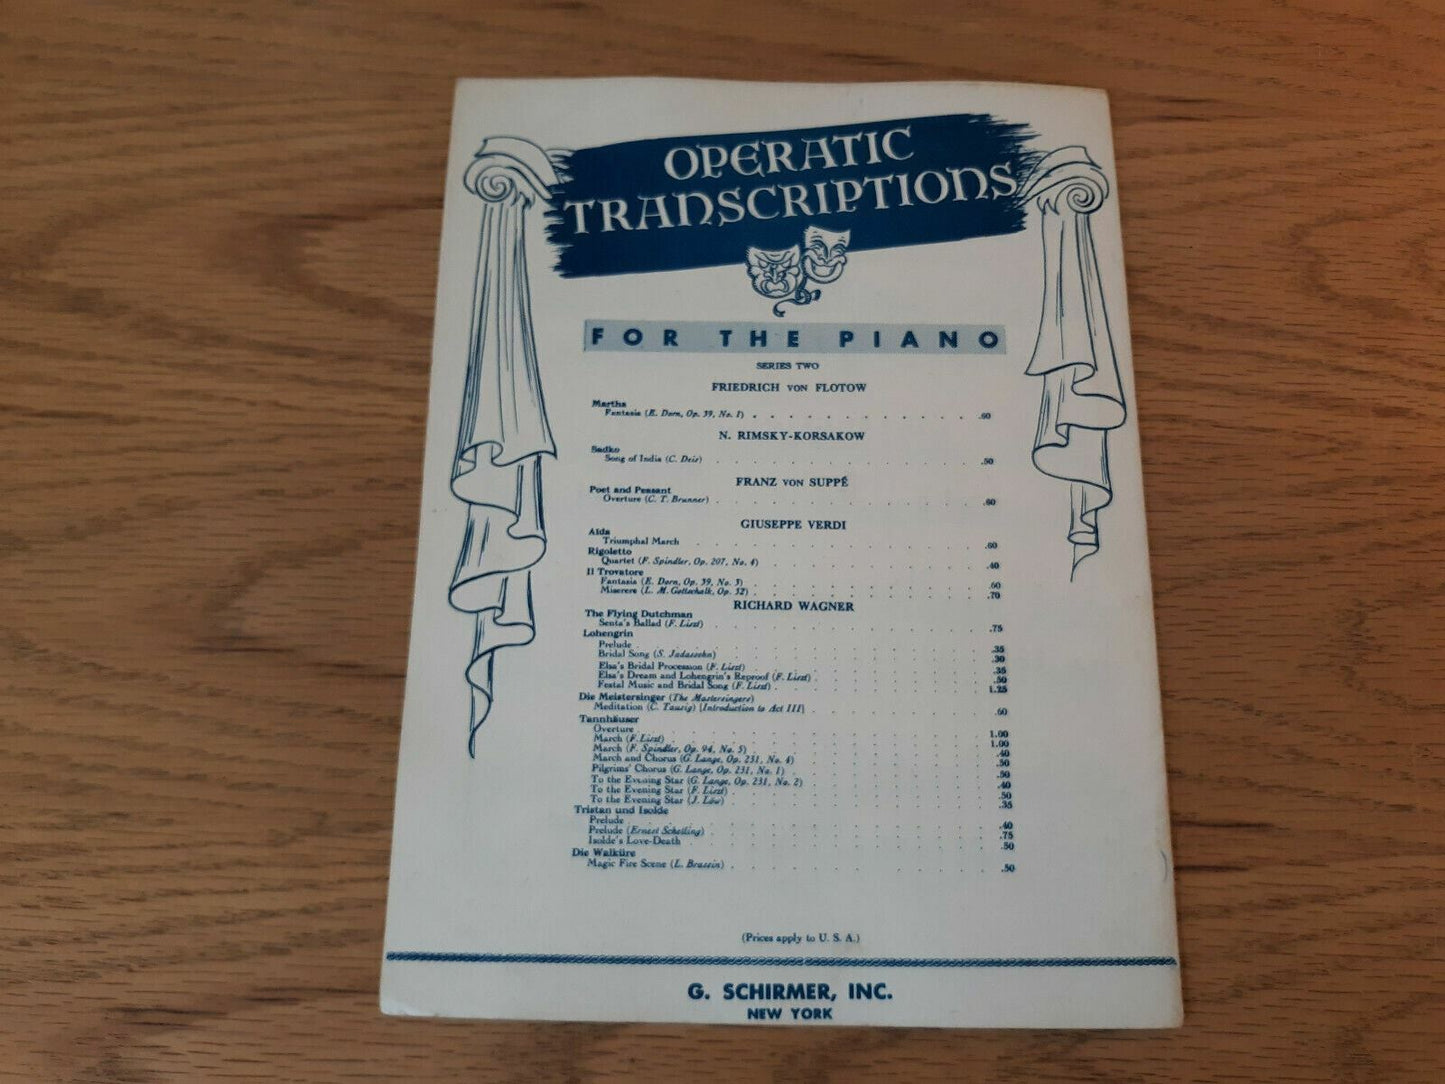 OPERATIC
TRANSCRIPTIONS
FOR THE PIANO
SERIES TWO
FRIEDRICH VON FLOTOW
Martha
Fantasia (E. Dorn, Op. 39, No. 1) .60
N. RIMSKY-KORSAKOW
Sadko
Song of India (C. Deis) .50
FRANZ VON SUPPÉ
Poet and Peasant
Overture (C. T. Brunner) .60
GIUSEPPE VERDI
Aida
Triumphal March .60
Rigoletto
Quartet (F. Spindler, Op. 207, No. 4) .40
Il Trovatore
Fantasia (E. Dorn, Op. 39, No. 3) .60
Miserere (L. M. Gottschalk, Op. 52) .70
RICHARD WAGNER
The Flying Dutchman
Senta's Ballad (F. Liszt) .75
Lohengrin
Prelude .35
Bridal Song (S. Jadassohn) .30
Elsa's Bridal Procession (F. Liszt) .35
Elsa's Dream and Lohengrin's Reproof (F. Liszt) .50
Festal Music and Bridal Song (F. Liszt) 1.25
Die Meistersinger (The Mastersingers)
Meditation (C. Tausig) [Introduction to Act III] .60
Tannhäuser
Overture 1.00
March (F. Liszt) 1.00
March (F. Spindler, Op. 94, No. 5) .40
March and Chorus (G. Lange, Op. 231, No. 4) .50
Pilgrims' Chorus (G. Lange, Op. 231, No. 1) .50
To the Evening Star (G. Lange, Op. 231, No. 2) .40
To the Evening Star (F. Liszt) .50
To the Evening Star (J. Löw) .35
Tristan und Isolde
Prelude .40
Prelude (Ernest Schelling) .75
Isolde's Love-Death .50
Die Walküre
Magic Fire Scene (L. Brassin) .50
(Prices apply to U. S. A.)
G. SCHIRMER, INC.
NEW YORK